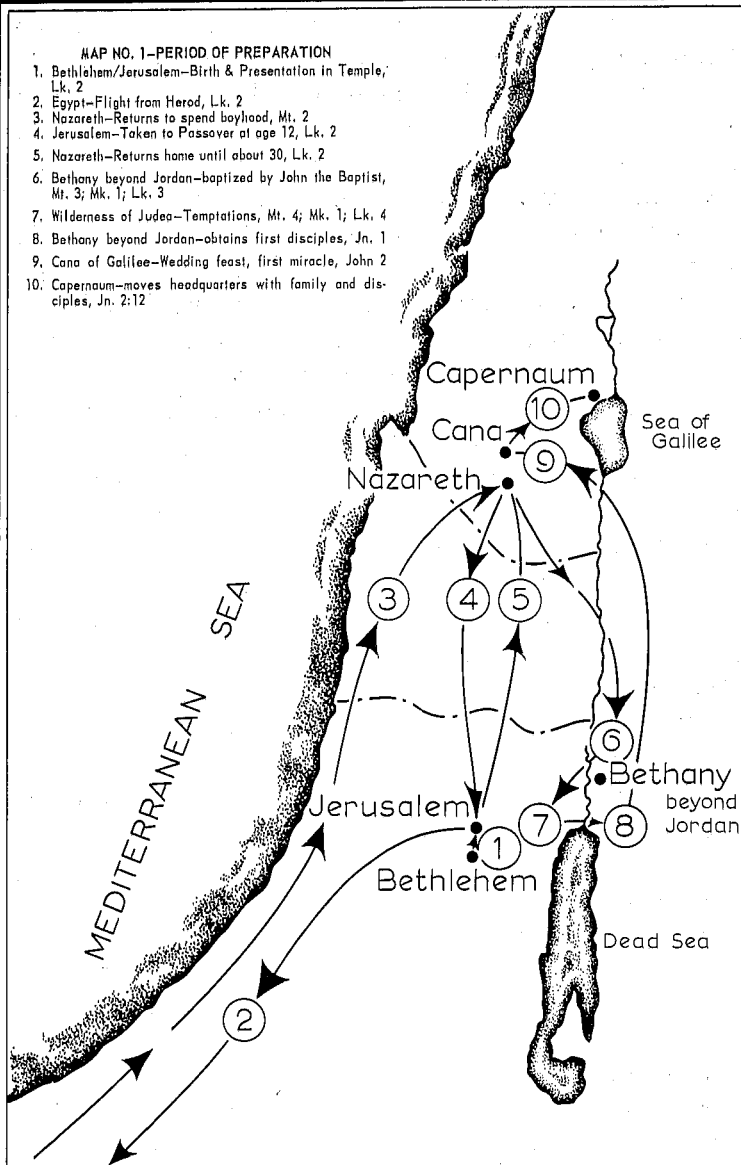 MAP NO. 1–PERIOD OF PREPARATION
1. Bethlehem/Jerusalem–Birth & Presentation in Temple,
Lk. 2
2. Egypt–Flight from Herod, Lk. 2
3. Nazareth–Returns to spend boyhood, Mt. 2
4. Jerusalem–Taken to Passover at age 12, Lk. 2
5. Nazareth–Returns home until about 30, Lk. 2
6. Bethany beyond Jordan–baptized by John the Baptist,
Mt. 3; Mk. 1; Lk. 3
7. Wilderness of Judea–Temptations, Mt. 4; Mk. 1; Lk. 4
8. Bethany beyond Jordan–obtains first disciples, Jn. 1
9. Cana of Galilee–Wedding feast, first miracle, John 2
10. Capernaum–moves headquarters with family and dis-
ciples, Jn. 2:12
Capernaum
10
Sea of
Galilee
Cana
9
Nazareth
3
4
5
MEDITERRANEAN SEA
6
Bethany
beyond
Jordan
Jerusalem
7
8
1
Bethlehem
Dead Sea
2